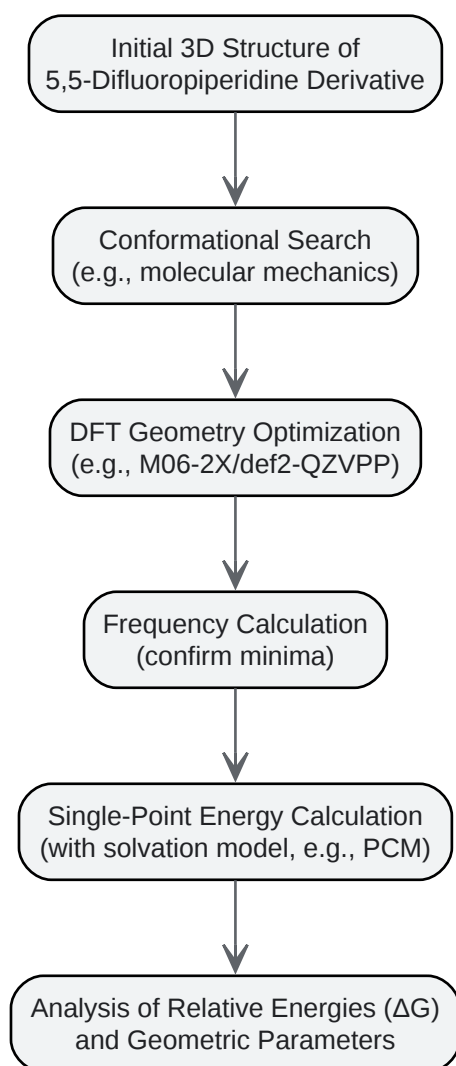 Initial 3D Structure of
5,5-Difluoropiperidine Derivative
Conformational Search
(e.g., molecular mechanics)
DFT Geometry Optimization
(e.g., M06-2X/def2-QZVPP)
Frequency Calculation
(confirm minima)
Single-Point Energy Calculation
(with solvation model, e.g., PCM)
Analysis of Relative Energies (ΔG)
and Geometric Parameters